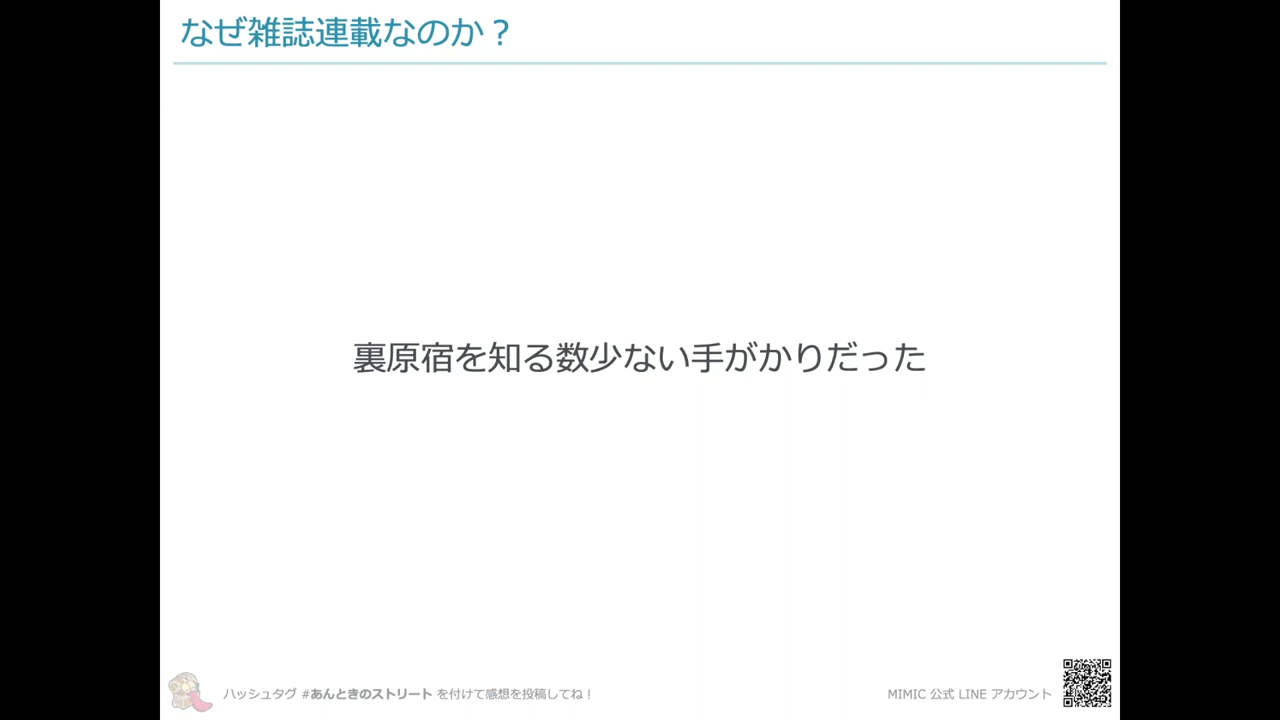 なぜ雑誌連載なのか？
裏原宿を知る数少ない手がかりだった
ハッシュタグ #あんときのストリート を付けて感想を投稿してね！
MIMIC 公式 LINE アカウント